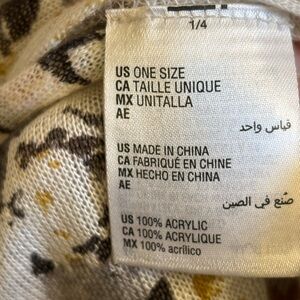 1/4
US ONE SIZE
CA TAILLE UNIQUE
MX UNITALLA
AE
قياس واحد
US MADE IN CHINA
CA FABRIQUÉ EN CHINE
MX HECHO EN CHINA
AE
صنع في الصين
US 100% ACRYLIC
CA 100% ACRYLIQUE
MX 100% acrílico